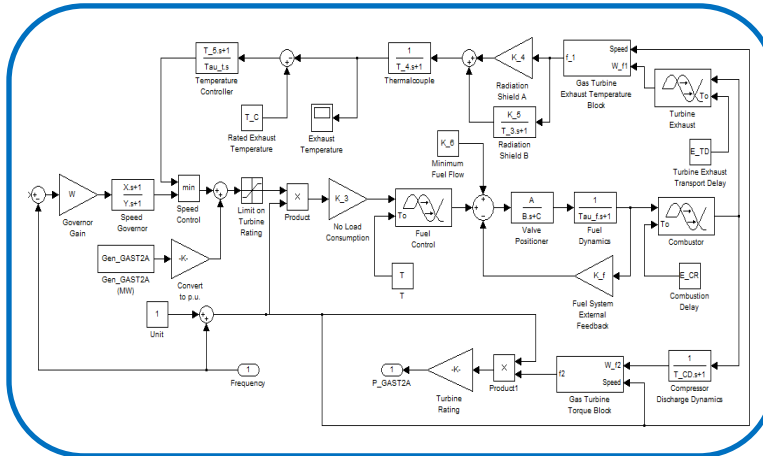 T_5.s+1
Tau_t.s
Temperature
Controller
T_C
Rated Exhaust
Temperature
Exhaust
Temperature
1
T_4.s+1
Thermalcouple
K_4
Radiation
Shield A
K_5
T_3.s+1
Radiation
Shield B
f_1
Speed
W_f1
Gas Turbine
Exhaust Temperature
Block
To
Turbine
Exhaust
E_TD
Turbine Exhaust
Transport Delay
K_6
Minimum
Fuel Flow
W
Governor
Gain
X.s+1
Y.s+1
Speed
Governor
min
Speed
Control
Limit on
Turbine
Rating
X
Product
K_3
No Load
Consumption
To
Fuel
Control
A
B.s+C
Valve
Positioner
1
Tau_f.s+1
Fuel
Dynamics
To
Combustor
Gen_GAST2A
Gen_GAST2A
(MW)
-K-
Convert
to p.u.
T
T
K_f
Fuel System
External
Feedback
E_CR
Combustion
Delay
1
Unit
1
Frequency
1
P_GAST2A
-K-
Turbine
Rating
X
Product1
f2
W_f2
Speed
Gas Turbine
Torque Block
1
T_CD.s+1
Compressor
Discharge Dynamics